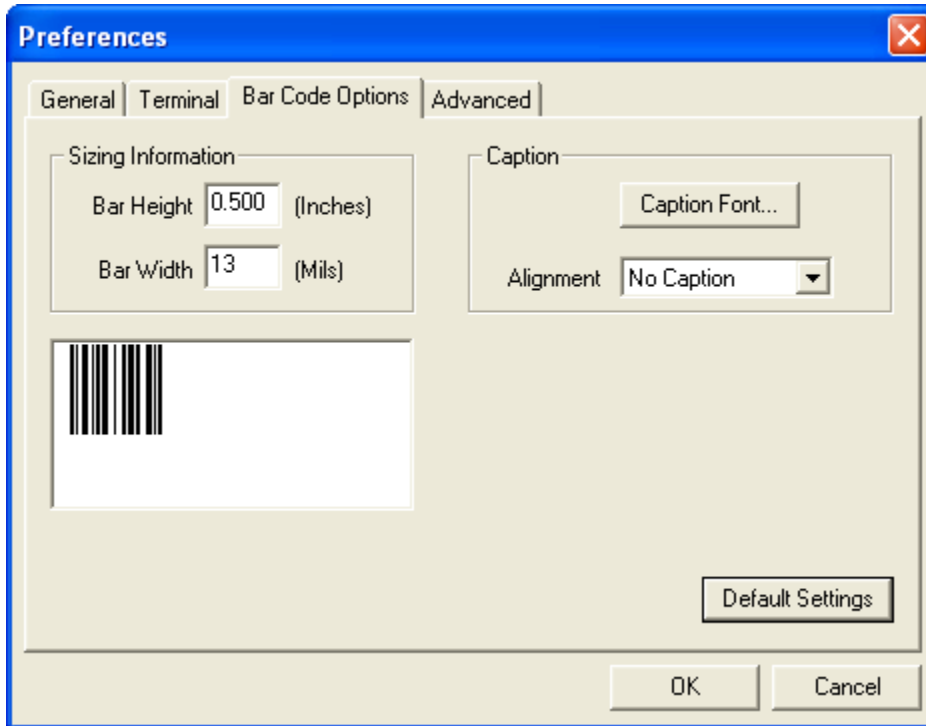 Preferences
General Terminal Bar Code Options Advanced
Sizing Information
Bar Height 0.500 (Inches)
Bar Width 13 (Mils)
Caption
Caption Font...
Alignment No Caption
Default Settings
OK Cancel